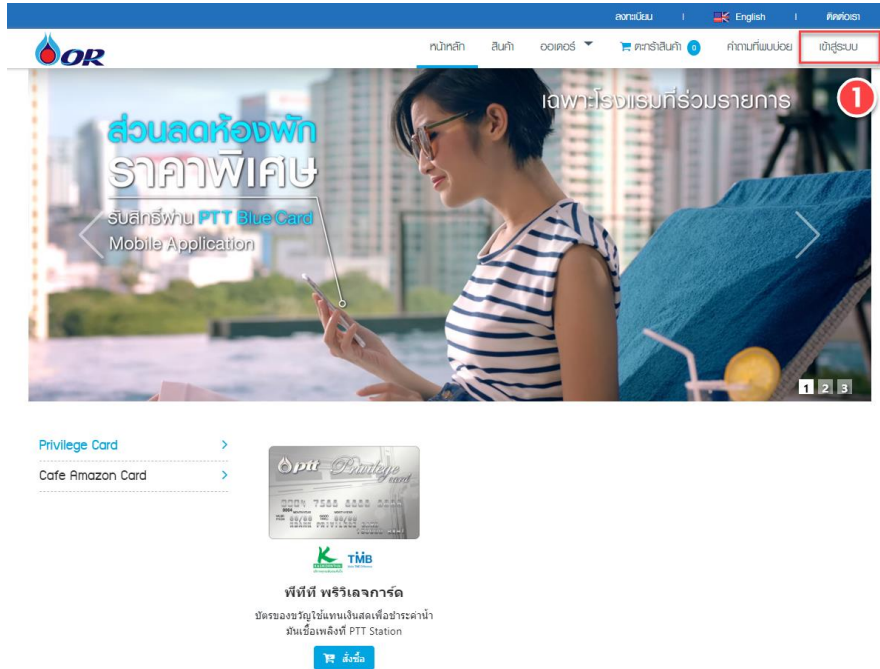 ลงทะเบียน | English | ติดต่อเรา
OR หน้าหลัก สินค้า ออเดอร์ ตะกร้าสินค้า 0 คำถามที่พบบ่อย เข้าสู่ระบบ
1
เฉพาะโรงแรมที่ร่วมรายการ
ส่วนลดห้องพัก
ราคาพิเศษ
รับสิทธิ์ผ่าน PTT Blue Card
Mobile Application
1 2 3
Privilege Card
Cafe Amazon Card
ptt Privilege
card
TMB
พีทีที พริวิเลจการ์ด
บัตรของขวัญใช้แทนเงินสดเพื่อชำระค่าน้ำ
มันเชื้อเพลิงที่ PTT Station
สั่งซื้อ